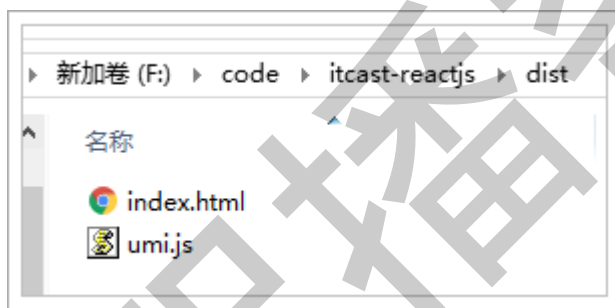 新加卷 (F:) code itcast-reactjs dist
名称
index.html
umi.js